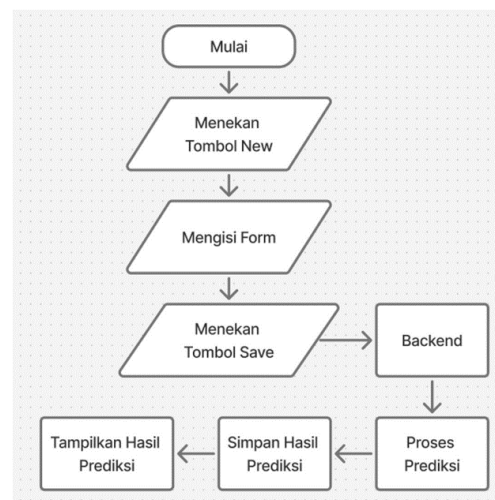 Mulai
Menekan
Tombol New
Mengisi Form
Menekan
Tombol Save
Backend
Proses
Prediksi
Simpan Hasil
Prediksi
Tampilkan Hasil
Prediksi